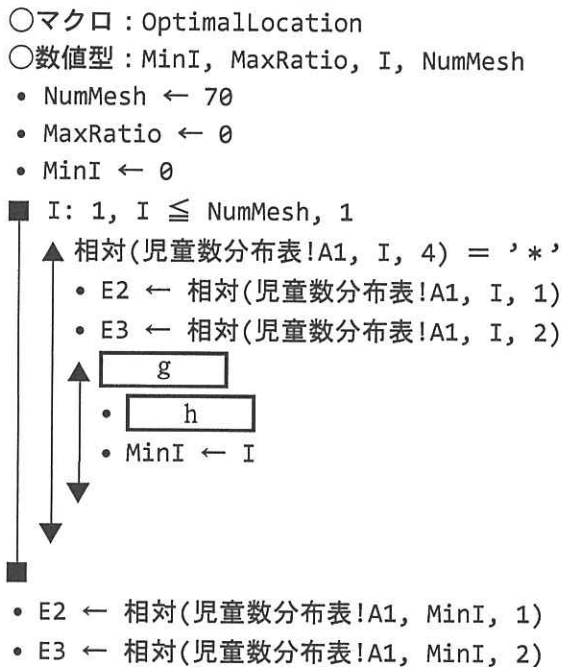 ○マクロ：OptimalLocation
○数値型：MinI, MaxRatio, I, NumMesh
• NumMesh ← 70
• MaxRatio ← 0
• MinI ← 0
■ I: 1, I ≦ NumMesh, 1
▲ 相対(児童数分布表!A1, I, 4) ＝ '*'
• E2 ← 相対(児童数分布表!A1, I, 1)
• E3 ← 相対(児童数分布表!A1, I, 2)
▲ g
• h
• MinI ← I
▼
▼
■
• E2 ← 相対(児童数分布表!A1, MinI, 1)
• E3 ← 相対(児童数分布表!A1, MinI, 2)